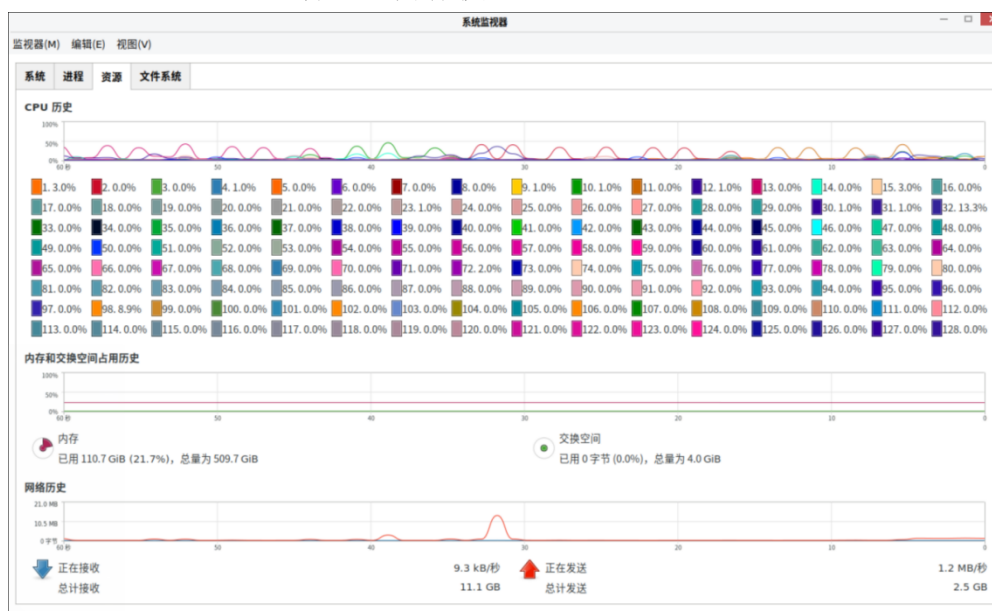 系统监视器
监视器(M) 编辑(E) 视图(V)
系统 进程 资源 文件系统
CPU 历史
100%
50%
0%
60 秒 50 40 30 20 10 0
1. 3.0% 2. 0.0% 3. 0.0% 4. 1.0% 5. 0.0% 6. 0.0% 7. 0.0% 8. 0.0% 9. 1.0% 10. 1.0% 11. 0.0% 12. 1.0% 13. 0.0% 14. 0.0% 15. 3.0% 16. 0.0%
17. 0.0% 18. 0.0% 19. 0.0% 20. 0.0% 21. 0.0% 22. 0.0% 23. 1.0% 24. 0.0% 25. 0.0% 26. 0.0% 27. 0.0% 28. 0.0% 29. 0.0% 30. 1.0% 31. 1.0% 32. 13.3%
33. 0.0% 34. 0.0% 35. 0.0% 36. 0.0% 37. 0.0% 38. 0.0% 39. 0.0% 40. 0.0% 41. 0.0% 42. 0.0% 43. 0.0% 44. 0.0% 45. 0.0% 46. 0.0% 47. 0.0% 48. 0.0%
49. 0.0% 50. 0.0% 51. 0.0% 52. 0.0% 53. 0.0% 54. 0.0% 55. 0.0% 56. 0.0% 57. 0.0% 58. 0.0% 59. 0.0% 60. 0.0% 61. 0.0% 62. 0.0% 63. 0.0% 64. 0.0%
65. 0.0% 66. 0.0% 67. 0.0% 68. 0.0% 69. 0.0% 70. 0.0% 71. 0.0% 72. 2.0% 73. 0.0% 74. 0.0% 75. 0.0% 76. 0.0% 77. 0.0% 78. 0.0% 79. 0.0% 80. 0.0%
81. 0.0% 82. 0.0% 83. 0.0% 84. 0.0% 85. 0.0% 86. 0.0% 87. 0.0% 88. 0.0% 89. 0.0% 90. 0.0% 91. 0.0% 92. 0.0% 93. 0.0% 94. 0.0% 95. 0.0% 96. 0.0%
97. 0.0% 98. 8.9% 99. 0.0% 100. 0.0% 101. 0.0% 102. 0.0% 103. 0.0% 104. 0.0% 105. 0.0% 106. 0.0% 107. 0.0% 108. 0.0% 109. 0.0% 110. 0.0% 111. 0.0% 112. 0.0%
113. 0.0% 114. 0.0% 115. 0.0% 116. 0.0% 117. 0.0% 118. 0.0% 119. 0.0% 120. 0.0% 121. 0.0% 122. 0.0% 123. 0.0% 124. 0.0% 125. 0.0% 126. 0.0% 127. 0.0% 128. 0.0%
内存和交换空间占用历史
100%
50%
0%
60 秒 50 40 30 20 10 0
内存
已用 110.7 GiB (21.7%)，总量为 509.7 GiB
交换空间
已用 0 字节 (0.0%)，总量为 4.0 GiB
网络历史
21.0 MB
10.5 MB
0 字节
60 秒 50 40 30 20 10 0
正在接收 9.3 kB/秒
总计接收 11.1 GB
正在发送 1.2 MB/秒
总计发送 2.5 GB